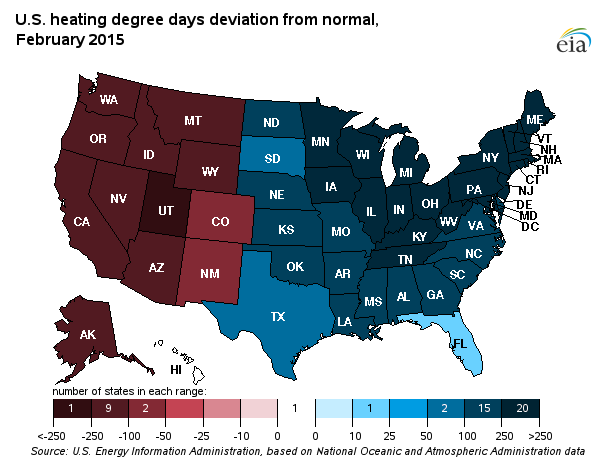 U.S. heating degree days deviation from normal,
February 2015
eia
WA
MT
ND
MN
ME
OR
ID
WY
SD
WI
MI
NY
VT
NH
MA
RI
CT
NV
UT
CO
NE
IA
IL
IN
OH
PA
NJ
DE
MD
DC
CA
KS
MO
KY
WV
VA
AZ
NM
OK
AR
TN
NC
SC
TX
LA
MS
AL
GA
FL
AK
HI
number of states in each range:
1 9 2 1 1 2 15 20
<-250 -250 -100 -50 -25 -10 0 0 10 25 50 100 250 >250
Source: U.S. Energy Information Administration, based on National Oceanic and Atmospheric Administration data